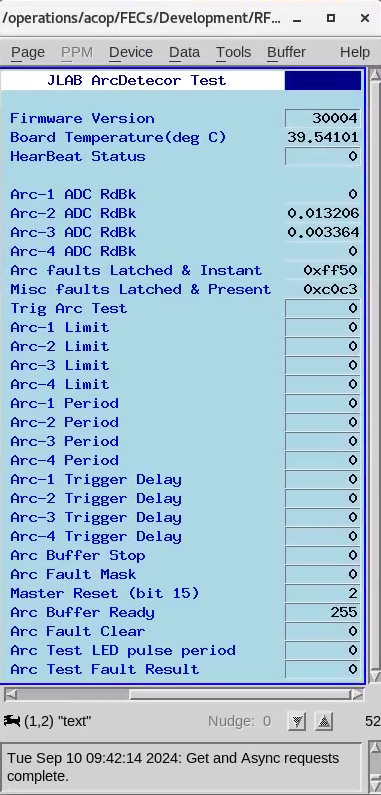 /operations/acop/FECs/Development/RF...
Page PPM Device Data Tools Buffer Help
JLAB ArcDetecor Test
Firmware Version 30004
Board Temperature(deg C) 39.54101
HearBeat Status 0
Arc-1 ADC RdBk 0
Arc-2 ADC RdBk 0.013206
Arc-3 ADC RdBk 0.003364
Arc-4 ADC RdBk 0
Arc faults Latched & Instant 0xff50
Misc faults Latched & Present 0xc0c3
Trig Arc Test 0
Arc-1 Limit 0
Arc-2 Limit 0
Arc-3 Limit 0
Arc-4 Limit 0
Arc-1 Period 0
Arc-2 Period 0
Arc-3 Period 0
Arc-4 Period 0
Arc-1 Trigger Delay 0
Arc-2 Trigger Delay 0
Arc-3 Trigger Delay 0
Arc-4 Trigger Delay 0
Arc Buffer Stop 0
Arc Fault Mask 0
Master Reset (bit 15) 2
Arc Buffer Ready 255
Arc Fault Clear 0
Arc Test LED pulse period 0
Arc Test Fault Result 0
(1,2) "text" Nudge: 0 52
Tue Sep 10 09:42:14 2024: Get and Async requests
complete.